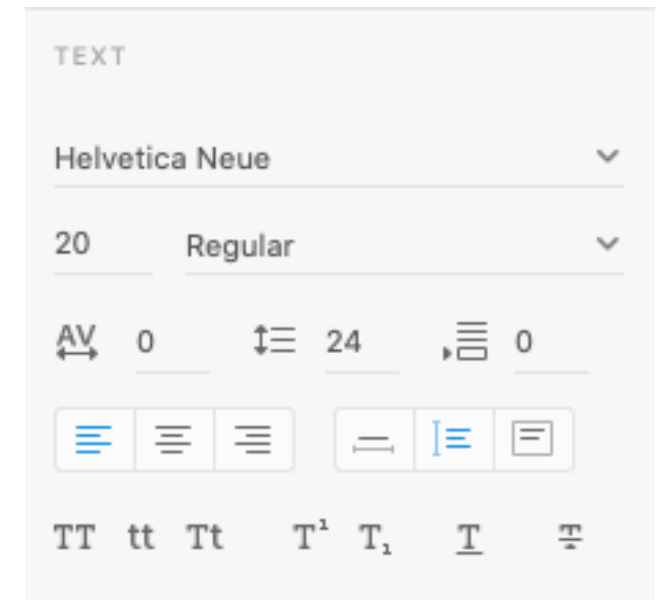 TEXT
Helvetica Neue
20 Regular
AV 0 24 0
TT tt Tt T¹ T₁ T T